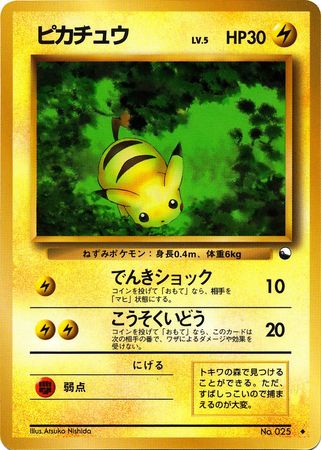 ピカチュウ LV.5 HP30
ねずみポケモン：身長0.4m、体重6kg
でんきショック 10
コインを投げて「おもて」なら、相手を
「マヒ」状態にする。
こうそくいどう 20
コインを投げて「おもて」なら、このカードは
次の相手の番で、ワザによるダメージや効果を
受けない。
にげる
弱点
トキワの森で見つける
ことができる。ただ、
すばしっこいので捕ま
えるのが大変。
Illus. Atsuko Nishida
No. 025